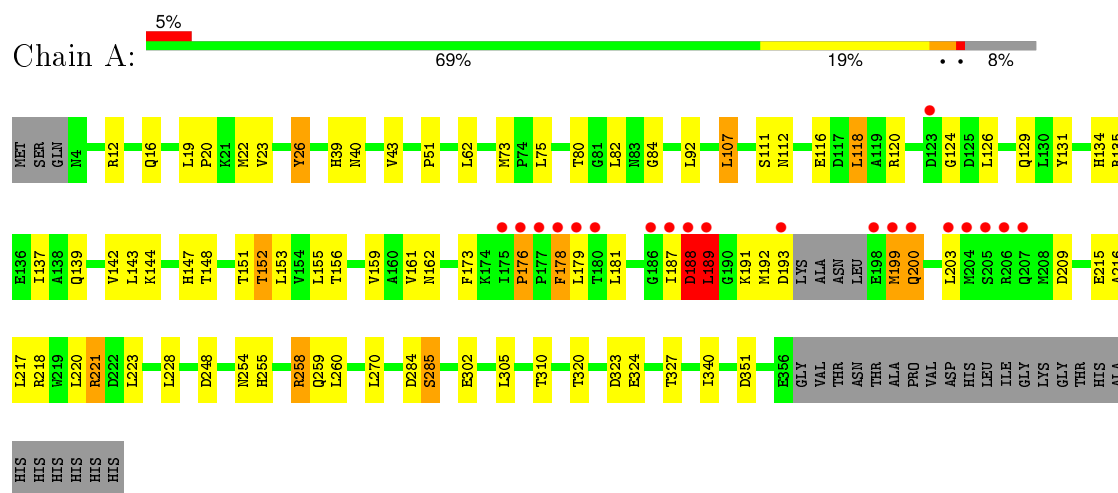 5%
Chain A:
69% 19% • • 8%
MET SER GLN N4 R12 Q16 L19 P20 K21 M22 V23 Y26 H39 N40 V43 P51 L62 M73 P74 L75 T80 G81 L82 N83 G84 L92 L107 S111 N112 E116 D117 L118 A119 R120 D123 G124 D125 L126 Q129 L130 Y131 H134 R135
E136 I137 A138 Q139 V142 L143 K144 H147 T148 T151 T152 L153 V154 L155 T156 V159 A160 V161 N162 F173 K174 I175 P176 P177 F178 L179 T180 L181 G186 I187 D188 L189 G190 K191 M192 D193 LYS ALA ASN LEU E198 M199 Q200 L203 M204 S205 R206 Q207 M208 D209 E215 A216
L217 R218 W219 L220 R221 D222 L223 L228 D248 N254 H255 R258 Q259 L260 L270 D284 S285 E302 L305 T310 T320 D323 E324 T327 I340 D351 E356 GLY VAL THR ASN THR ALA PRO VAL ASP HIS LEU ILE GLY LYS GLY THR HIS ALA
HIS HIS HIS HIS HIS HIS